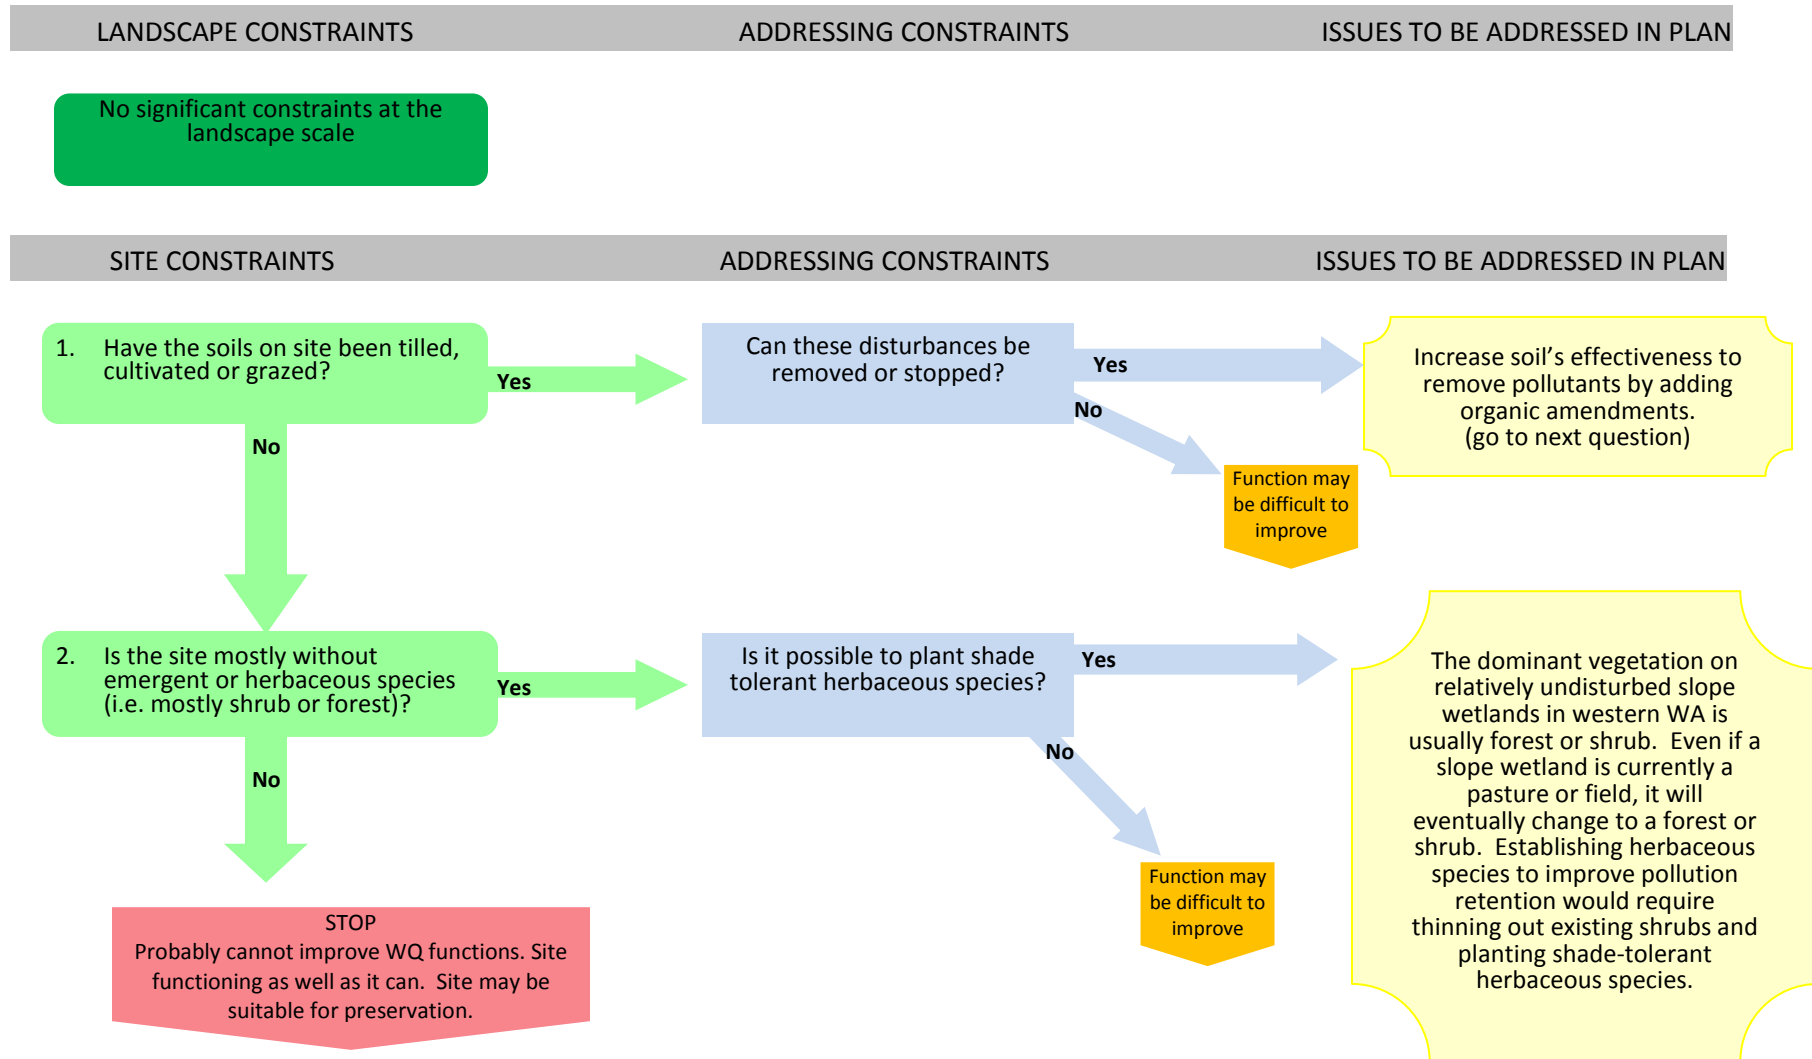 LANDSCAPE CONSTRAINTS
ADDRESSING CONSTRAINTS
ISSUES TO BE ADDRESSED IN PLAN
No significant constraints at the
landscape scale
SITE CONSTRAINTS
ADDRESSING CONSTRAINTS
ISSUES TO BE ADDRESSED IN PLAN
1. Have the soils on site been tilled,
cultivated or grazed?
Yes
No
Can these disturbances be
removed or stopped?
Yes
No
Increase soil's effectiveness to
remove pollutants by adding
organic amendments.
(go to next question)
Function may
be difficult to
improve
2. Is the site mostly without
emergent or herbaceous species
(i.e. mostly shrub or forest)?
Yes
No
Is it possible to plant shade
tolerant herbaceous species?
Yes
No
The dominant vegetation on
relatively undisturbed slope
wetlands in western WA is
usually forest or shrub. Even if a
slope wetland is currently a
pasture or field, it will
eventually change to a forest or
shrub. Establishing herbaceous
species to improve pollution
retention would require
thinning out existing shrubs and
planting shade-tolerant
herbaceous species.
Function may
be difficult to
improve
STOP
Probably cannot improve WQ functions. Site
functioning as well as it can. Site may be
suitable for preservation.